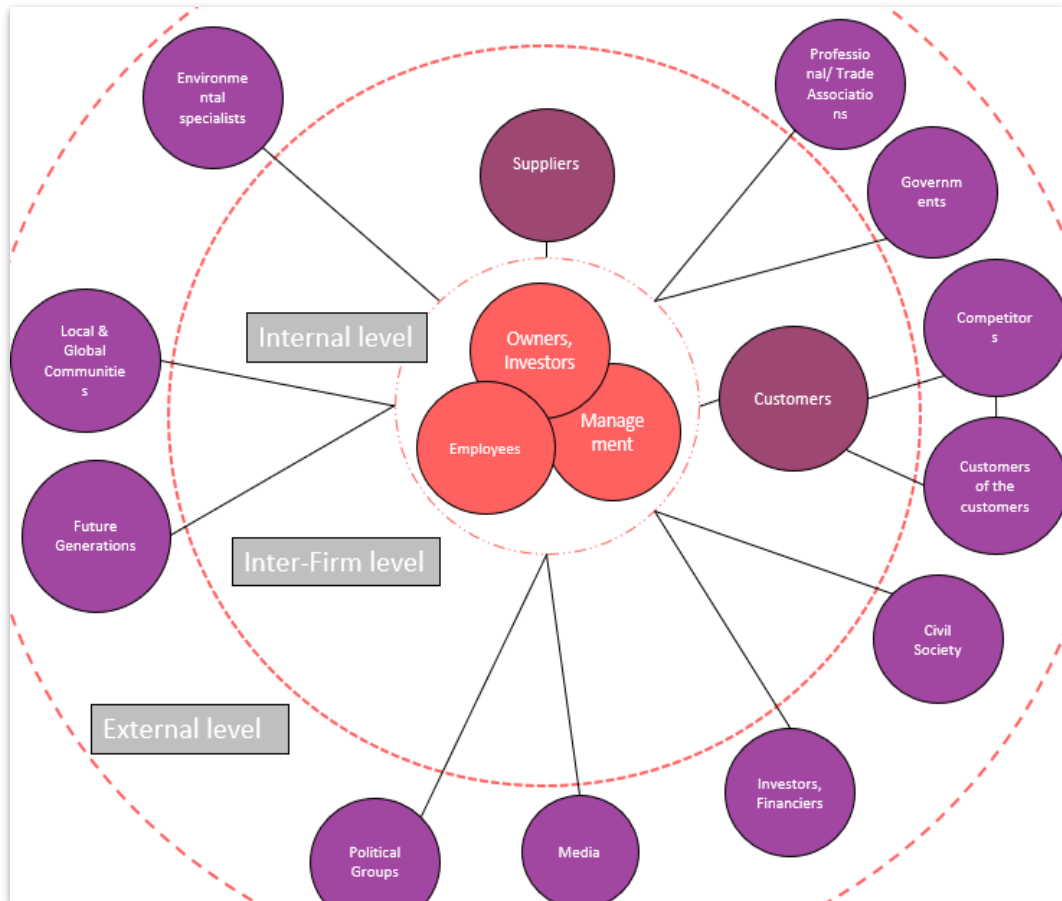 Environme
ntal
specialists
Professio
nal/ Trade
Associatio
ns
Suppliers
Governm
ents
Local &
Global
Communitie
s
Internal level
Owners,
Investors
Competitor
s
Customers
Manage
ment
Employees
Customers
of the
customers
Future
Generations
Inter-Firm level
Civil
Society
External level
Investors,
Financiers
Political
Groups
Media